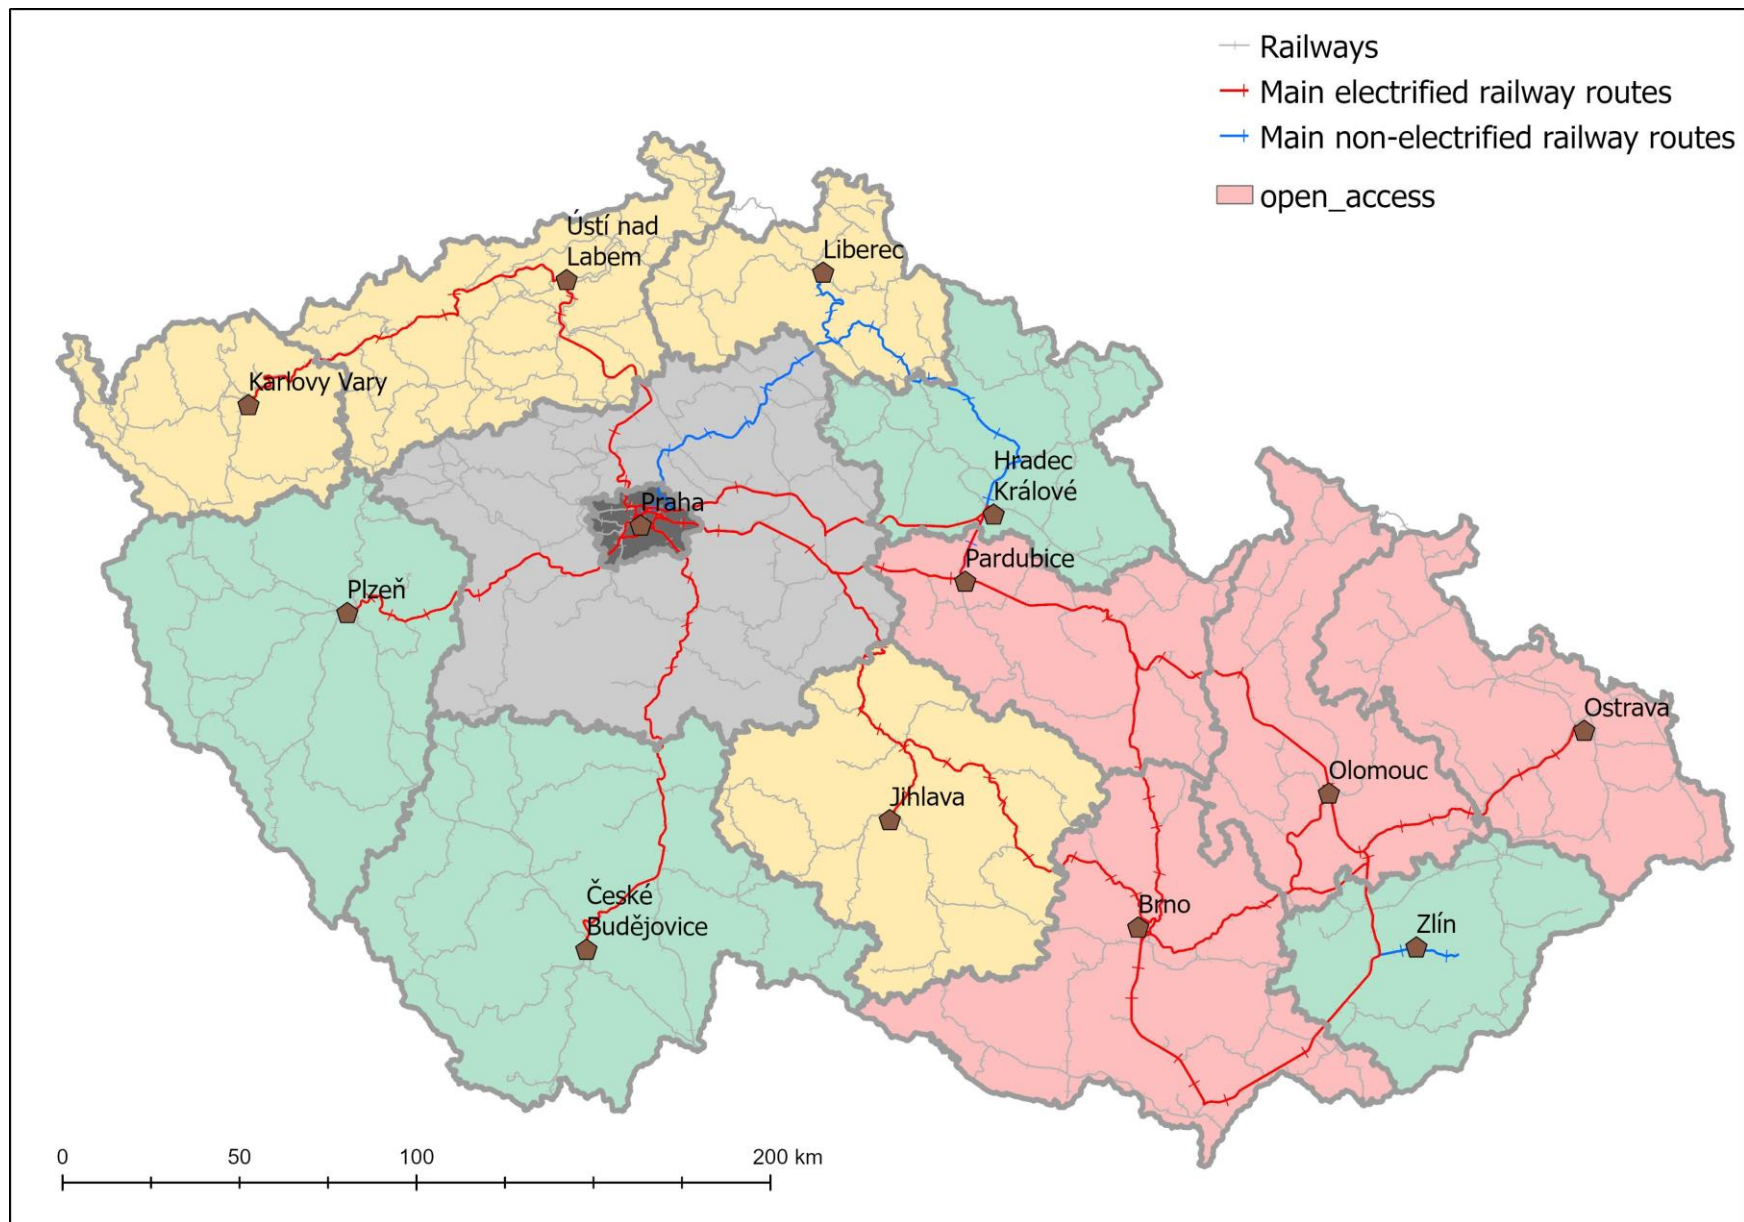 Railways
Main electrified railway routes
Main non-electrified railway routes
open_access
Ústí nad
Labem
Liberec
Karlovy Vary
Hradec
Králové
Praha
Pardubice
Plzeň
Ostrava
Olomouc
Jihlava
České
Budějovice
Brno
Zlín
0 50 100 200 km